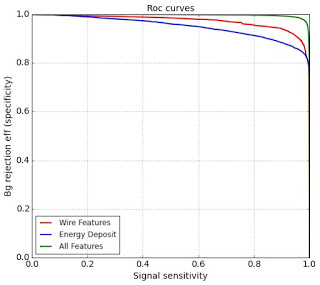 Roc curves
Bg rejection eff (specificity)
1.0
0.8
0.6
0.4
0.2
0.0
Wire Features
Energy Deposit
All Features
0.0 0.2 0.4 0.6 0.8 1.0
Signal sensitivity